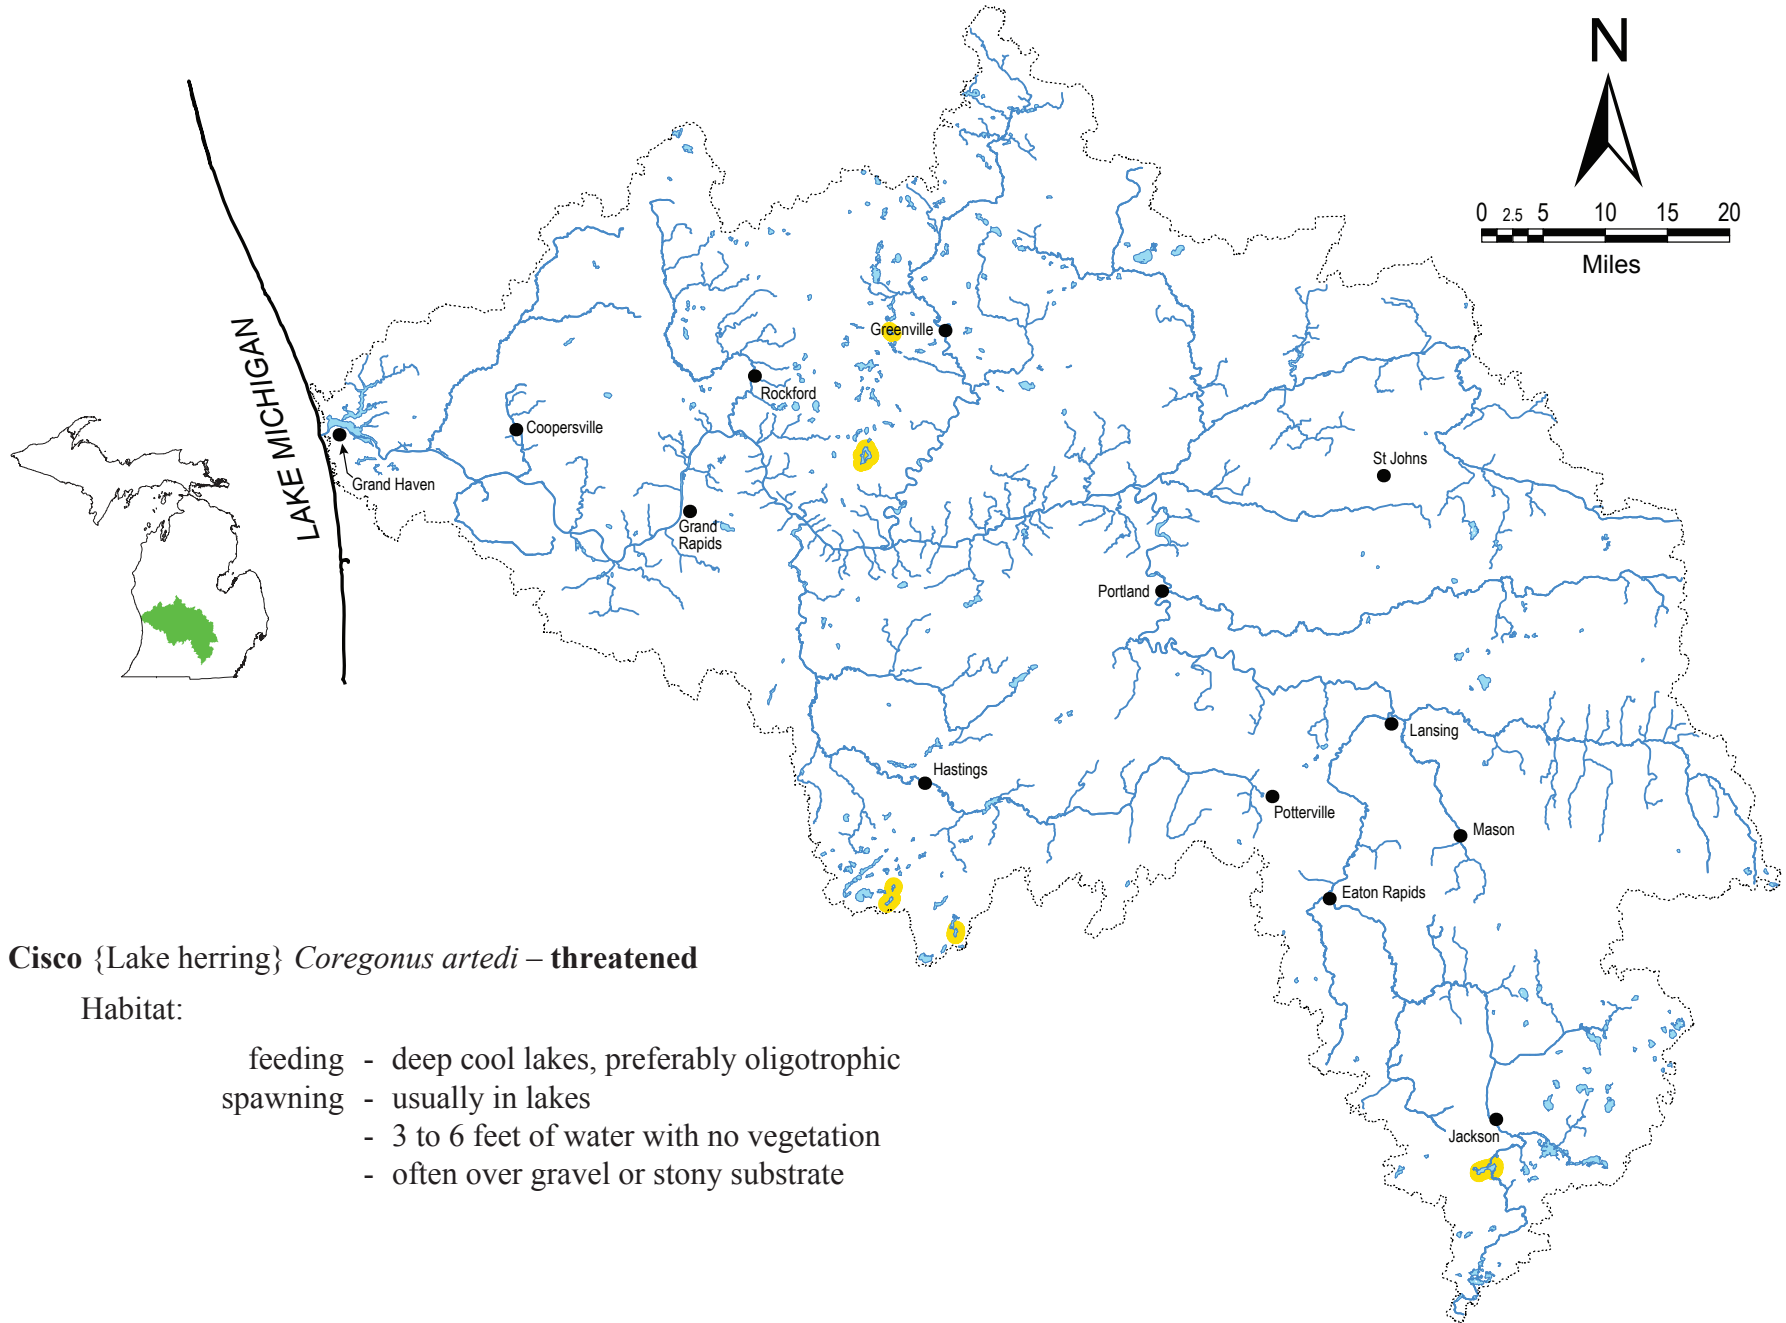 N
0 2.5 5 10 15 20
Miles
LAKE MICHIGAN
Greenville
Rockford
Coopersville
Grand Haven
Grand
Rapids
St Johns
Portland
Lansing
Hastings
Potterville
Mason
Eaton Rapids
Jackson
Cisco {Lake herring} Coregonus artedi – threatened
Habitat:
feeding - deep cool lakes, preferably oligotrophic
spawning - usually in lakes
- 3 to 6 feet of water with no vegetation
- often over gravel or stony substrate